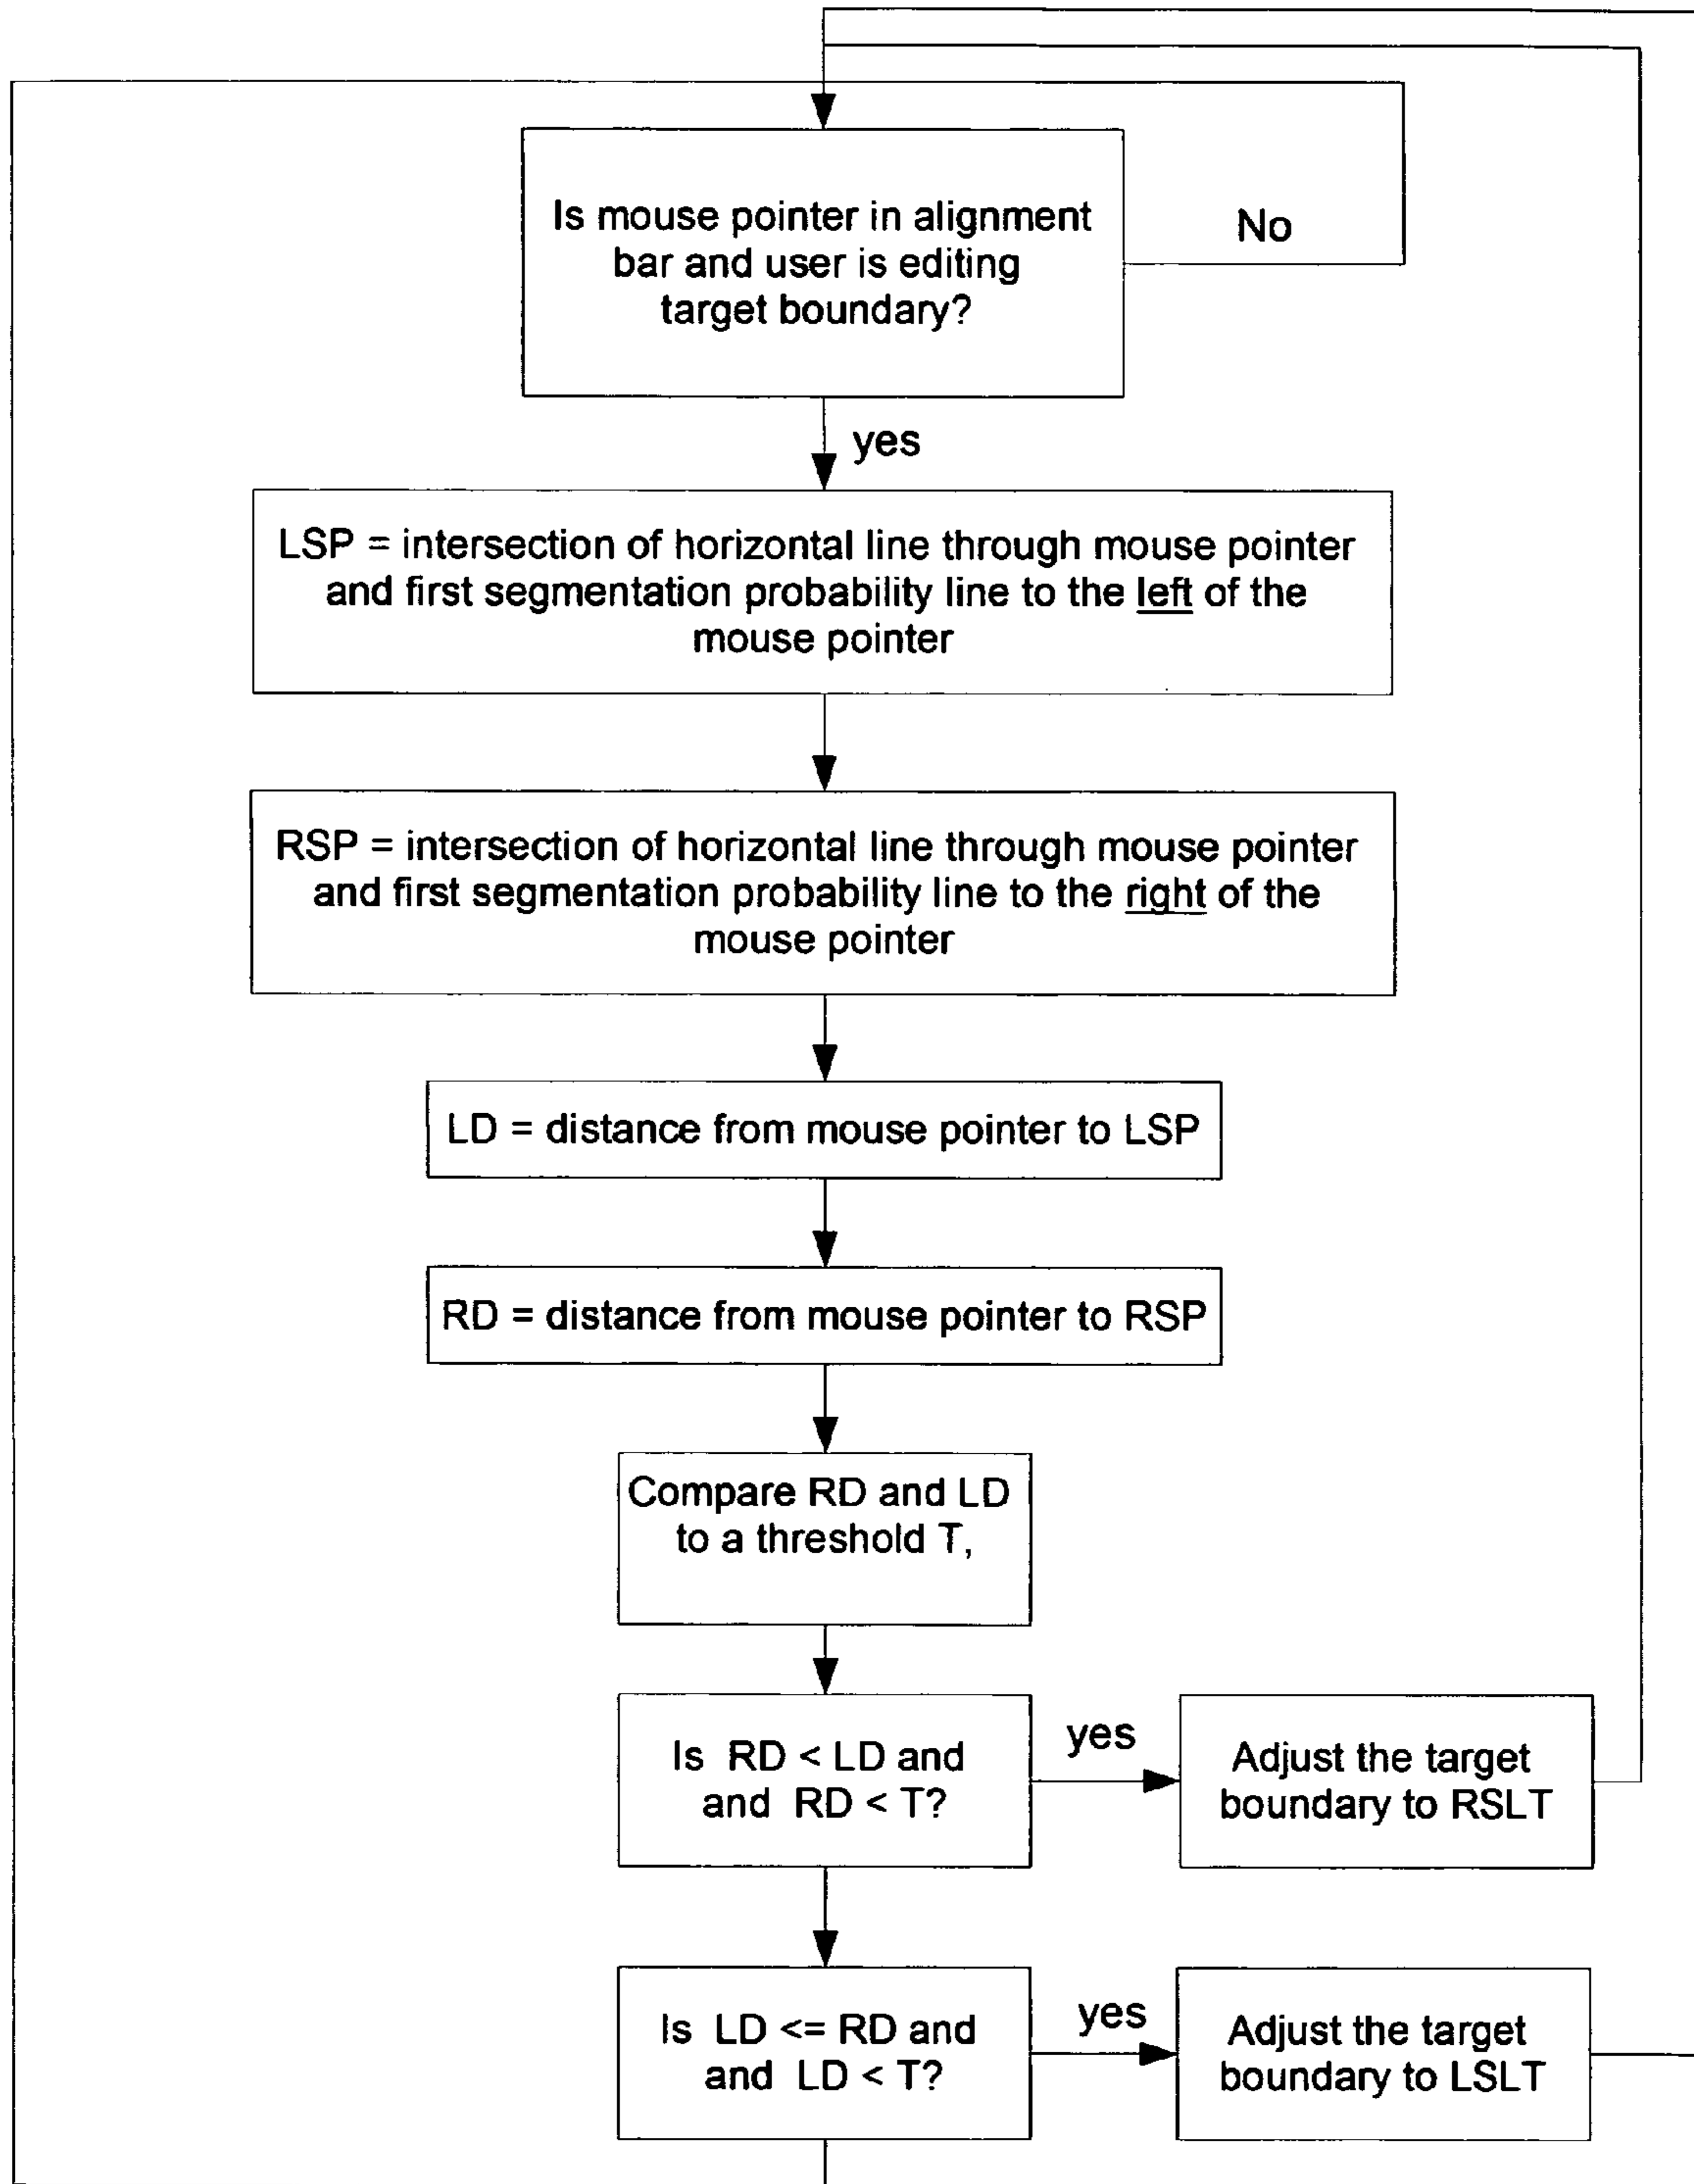 Is mouse pointer in alignment
bar and user is editing
target boundary?
No
yes
LSP = intersection of horizontal line through mouse pointer
and first segmentation probability line to the left of the
mouse pointer
RSP = intersection of horizontal line through mouse pointer
and first segmentation probability line to the right of the
mouse pointer
LD = distance from mouse pointer to LSP
RD = distance from mouse pointer to RSP
Compare RD and LD
to a threshold T,
Is RD < LD and
and RD < T?
yes
Adjust the target
boundary to RSLT
Is LD <= RD and
and LD < T?
yes
Adjust the target
boundary to LSLT